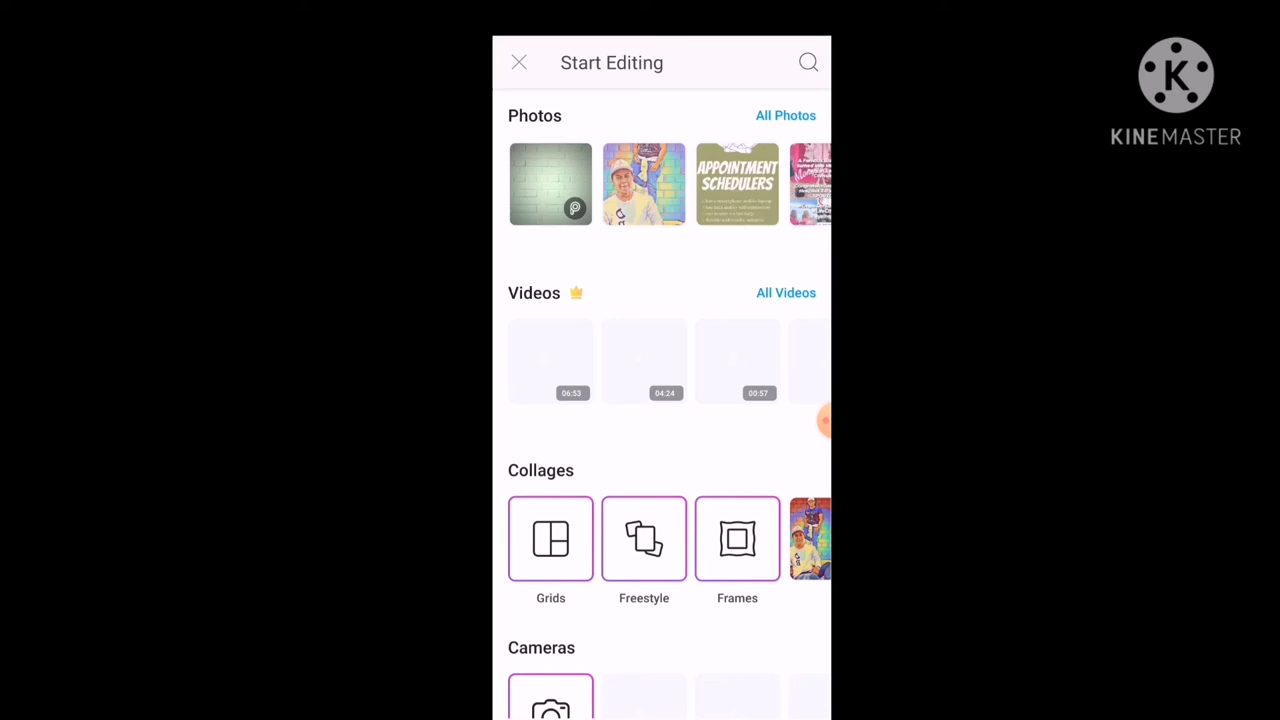 Start Editing
KINEMASTER
Photos
All Photos
APPOINTMENT
SCHEDULERS
Videos
All Videos
06:53
04:24
00:57
Collages
Grids
Freestyle
Frames
Cameras